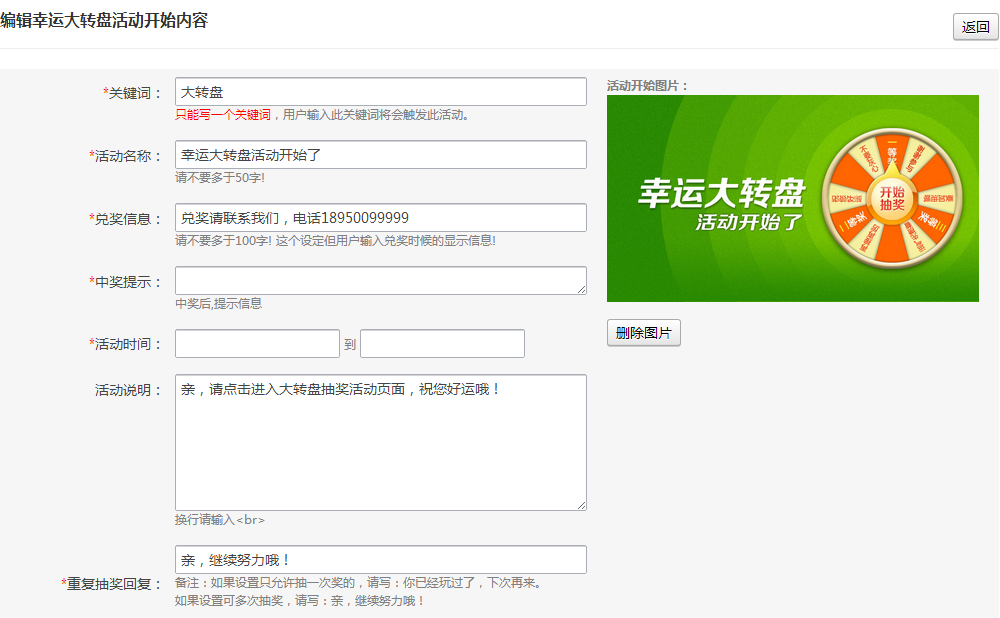 编辑幸运大转盘活动开始内容
返回
*关键词： 大转盘
只能写一个关键词，用户输入此关键词将会触发此活动。
*活动名称： 幸运大转盘活动开始了
请不要多于50字!
*兑奖信息： 兑奖请联系我们，电话18950099999
请不要多于100字! 这个设定但用户输入兑奖时候的显示信息!
*中奖提示：
中奖后,提示信息
*活动时间： 到
活动说明： 亲，请点击进入大转盘抽奖活动页面，祝您好运哦！
换行请输入<br>
亲，继续努力哦！
*重复抽奖回复： 备注：如果设置只允许抽一次奖的，请写：你已经玩过了，下次再来。
如果设置可多次抽奖，请写：亲，继续努力哦！
活动开始图片：
幸运大转盘
活动开始了
一等奖
开始
抽奖
二等奖
三等奖
删除图片